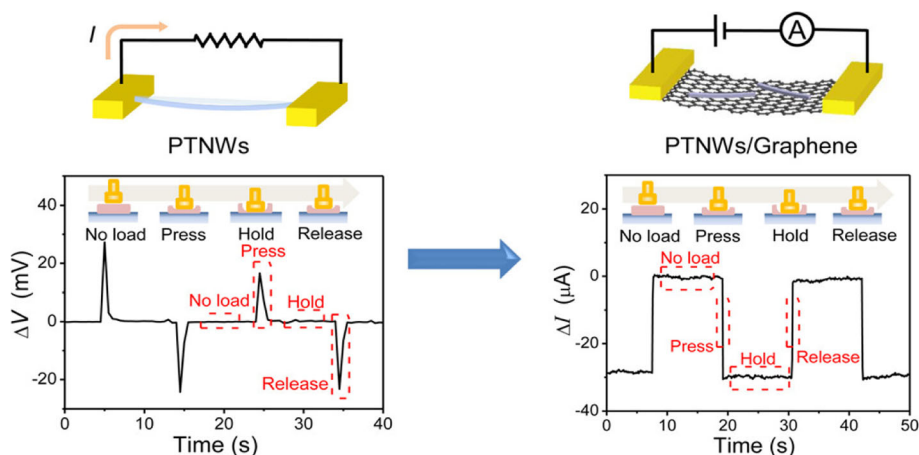 I
PTNWs
A
PTNWs/Graphene
ΔV (mV)
40
20
0
-20
No load Press Hold Release
Press
No load
Hold
Release
0 10 20 30 40
Time (s)
ΔI (μA)
30
0
-30
-20
-40
No load Press Hold Release
No load
Press
Hold
Release
0 10 20 30 40 50
Time (s)